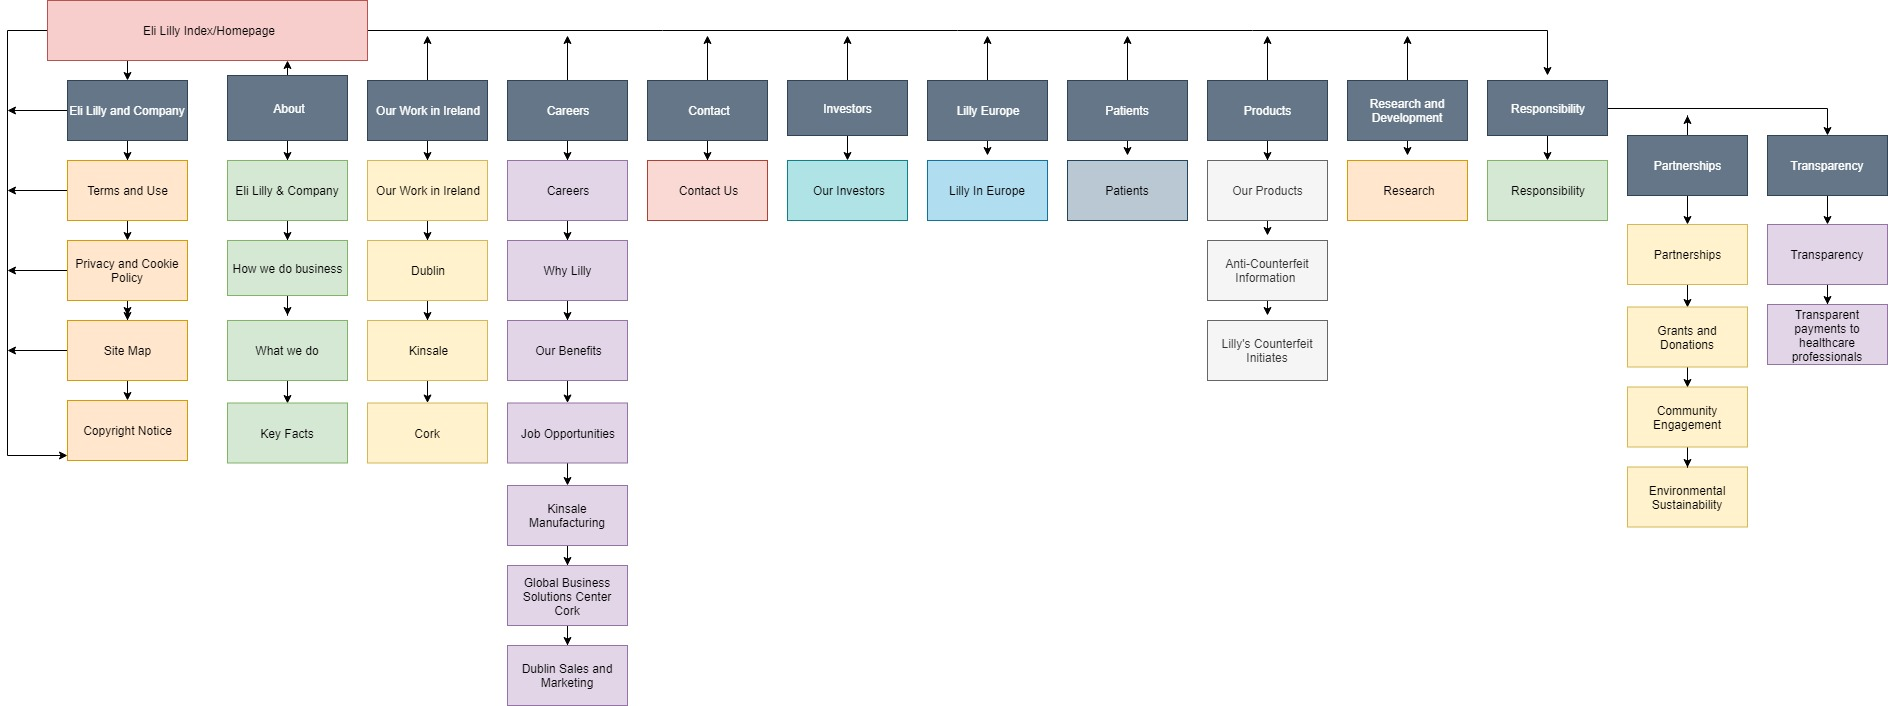 Eli Lilly Index/Homepage
Eli Lilly and Company
About
Our Work in Ireland
Careers
Contact
Investors
Lilly Europe
Patients
Products
Research and
Development
Responsibility
Partnerships
Transparency
Terms and Use
Eli Lilly & Company
Our Work in Ireland
Careers
Contact Us
Our Investors
Lilly In Europe
Patients
Our Products
Research
Responsibility
Partnerships
Transparency
Privacy and Cookie
Policy
How we do business
Dublin
Why Lilly
Anti-Counterfeit
Information
Grants and
Donations
Transparent
payments to
healthcare
professionals
Site Map
What we do
Kinsale
Our Benefits
Lilly's Counterfeit
Initiates
Community
Engagement
Copyright Notice
Key Facts
Cork
Job Opportunities
Environmental
Sustainability
Kinsale
Manufacturing
Global Business
Solutions Center
Cork
Dublin Sales and
Marketing